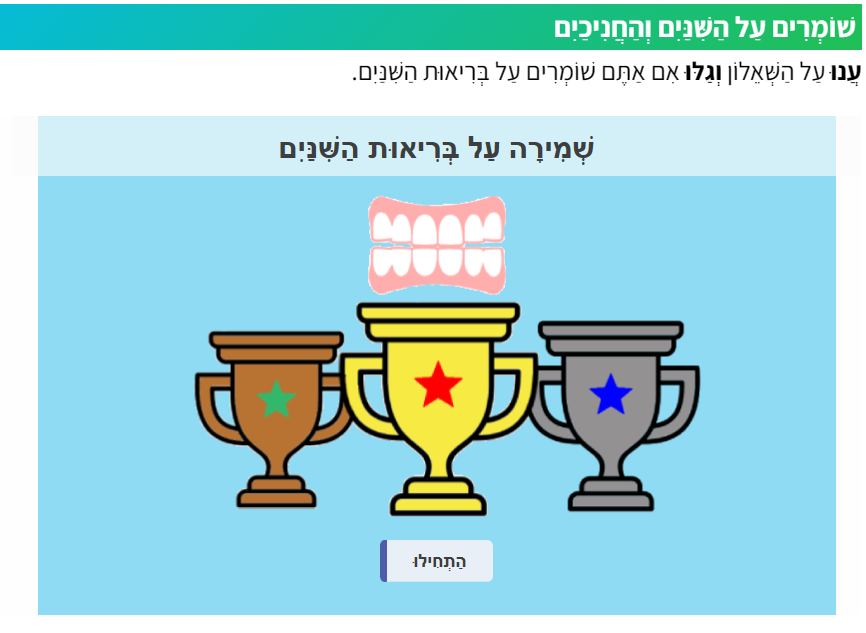 שׁוֹמְרִים עַל הַשִּׁנַּיִם וְהַחֲנִיכַיִם
עֲנוּ עַל הַשְּׁאֵלוֹן וְגַלּוּ אִם אַתֶּם שׁוֹמְרִים עַל בְּרִיאוּת הַשִּׁנַּיִם.
שְׁמִירָה עַל בְּרִיאוּת הַשִּׁנַּיִם
הַתְחִילוּ